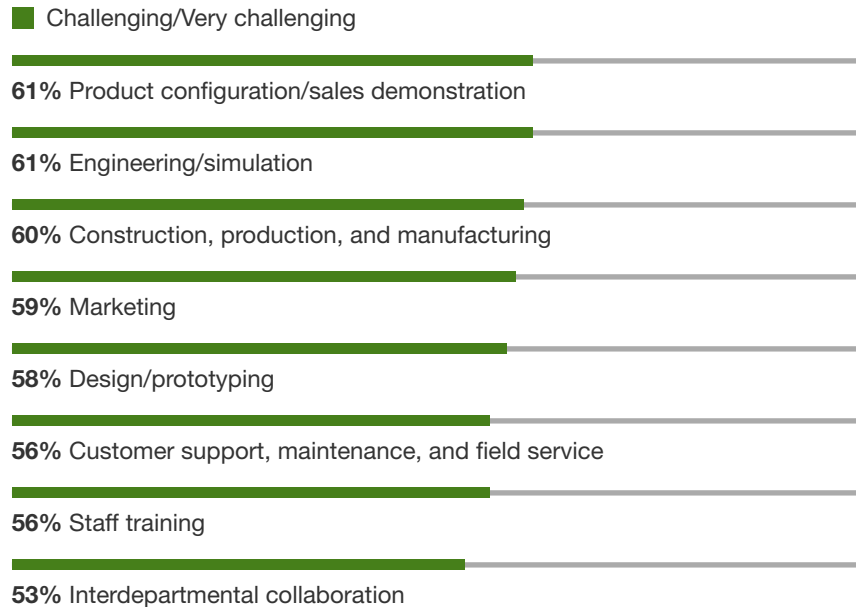 Challenging/Very challenging
61% Product configuration/sales demonstration
61% Engineering/simulation
60% Construction, production, and manufacturing
59% Marketing
58% Design/prototyping
56% Customer support, maintenance, and field service
56% Staff training
53% Interdepartmental collaboration